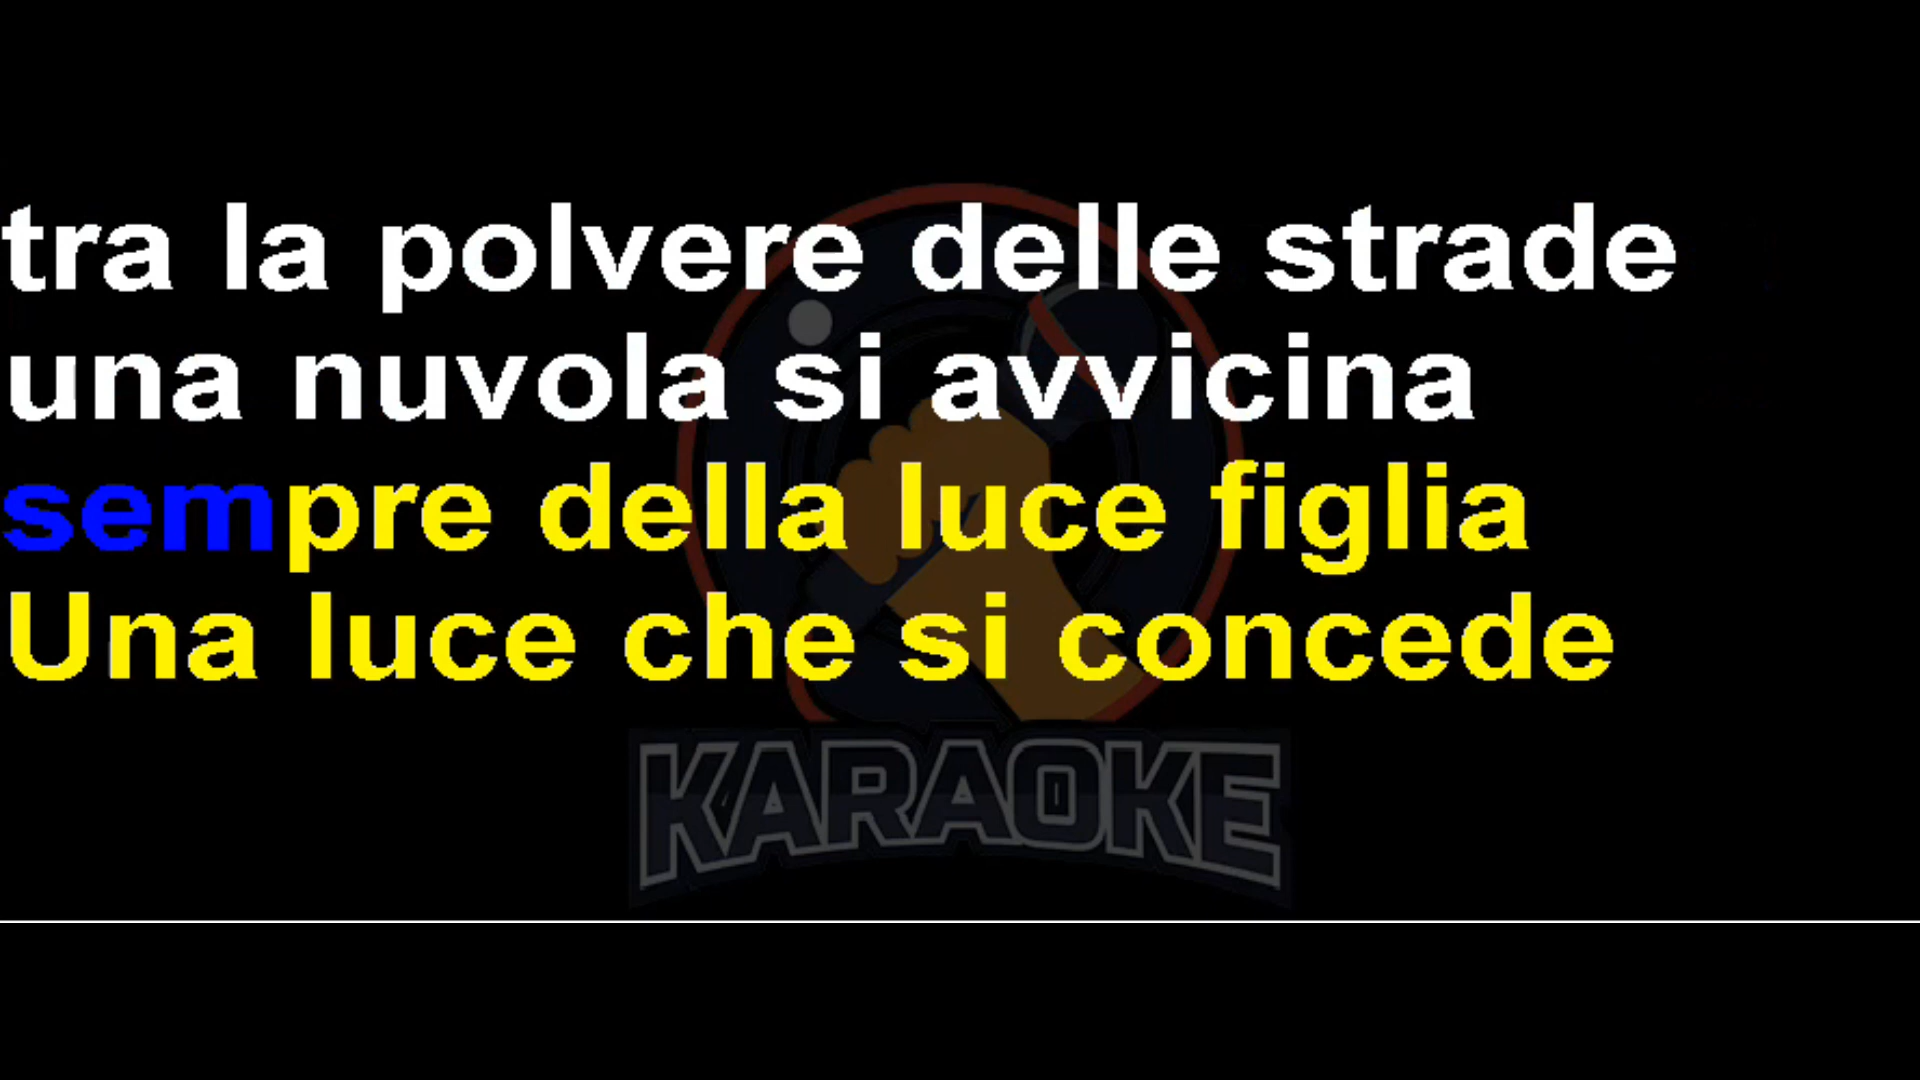 tra la polvere delle strade
una nuvola si avvicina
sempre della luce figlia
Una luce che si concede
KARAOKE